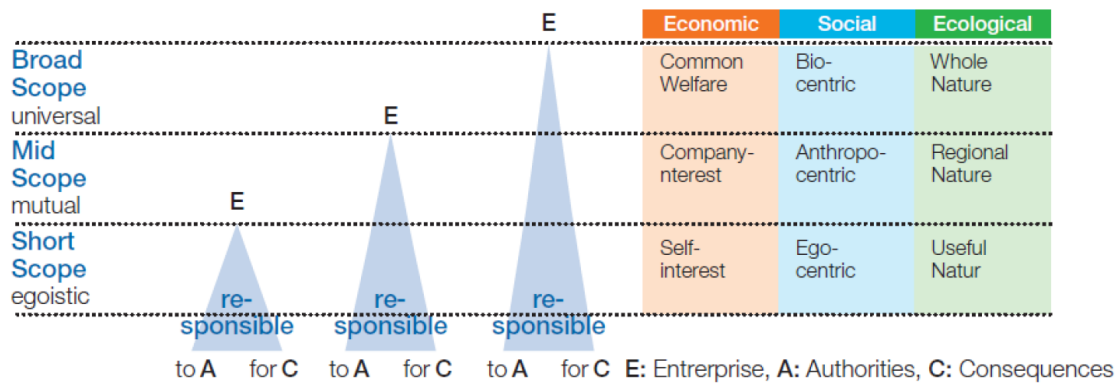 E
Economic Social Ecological
Broad
Scope
universal
Common
Welfare
Bio-
centric
Whole
Nature
E
Mid
Scope
mutual
Company-
nterest
Anthropo-
centric
Regional
Nature
E
Short
Scope
egoistic
Self-
interest
Ego-
centric
Useful
Natur
re-
sponsible
re-
sponsible
re-
sponsible
to A for C
to A for C
to A for C
E: Enterprise, A: Authorities, C: Consequences